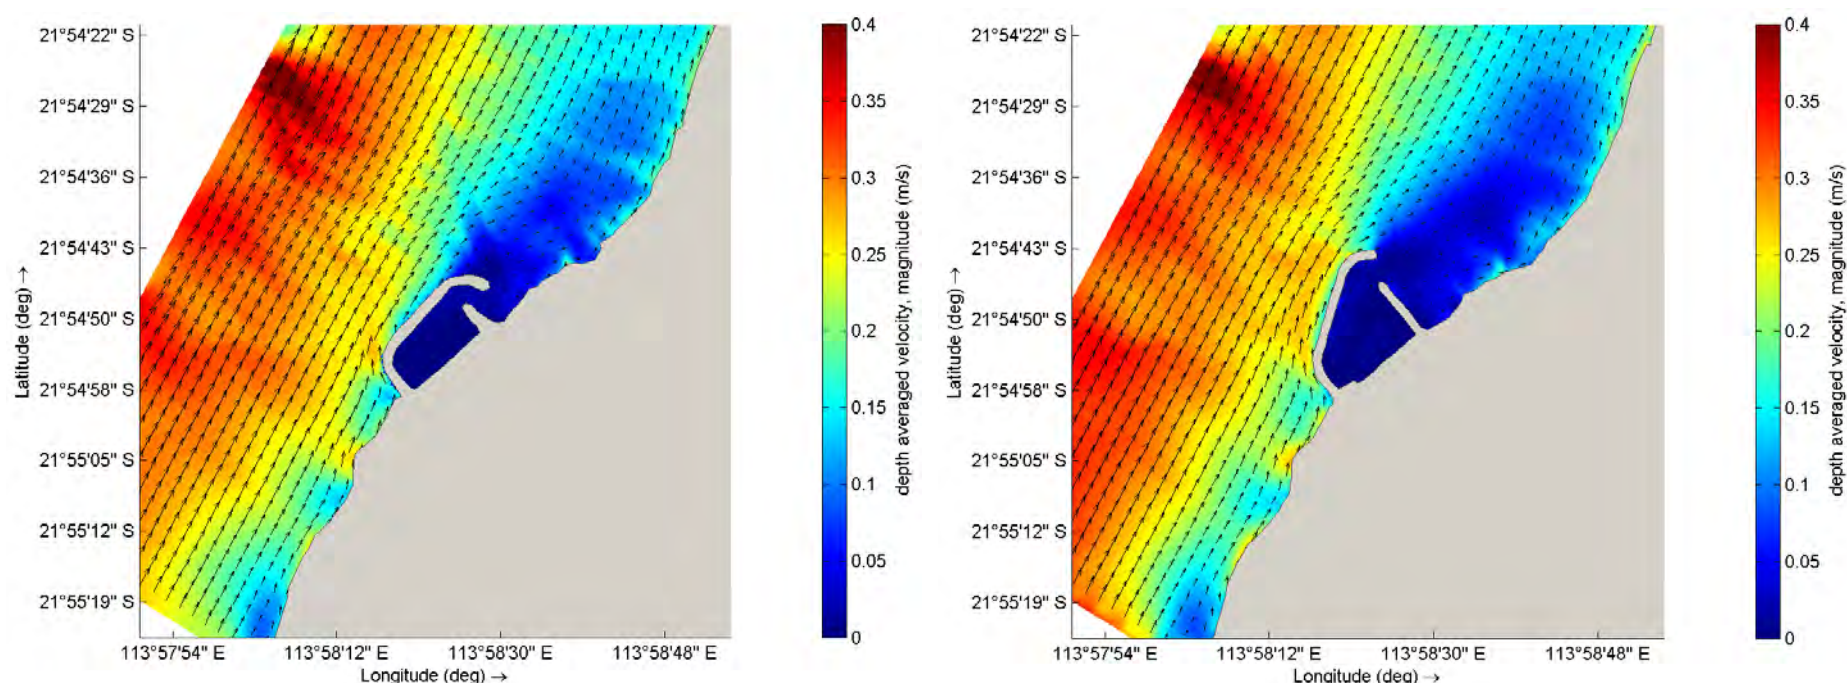 21°54'22" S
21°54'29" S
21°54'36" S
21°54'43" S
21°54'50" S
21°54'58" S
21°55'05" S
21°55'12" S
21°55'19" S
Latitude (deg) →
113°57'54" E
113°58'12" E
113°58'30" E
113°58'48" E
Longitude (deg) →
0.4
0.35
0.3
0.25
0.2
0.15
0.1
0.05
0
depth averaged velocity, magnitude (m/s)
21°54'22" S
21°54'29" S
21°54'36" S
21°54'43" S
21°54'50" S
21°54'58" S
21°55'05" S
21°55'12" S
21°55'19" S
Latitude (deg) →
113°57'54" E
113°58'12" E
113°58'30" E
113°58'48" E
Longitude (deg) →
0.4
0.35
0.3
0.25
0.2
0.15
0.1
0.05
0
depth averaged velocity, magnitude (m/s)